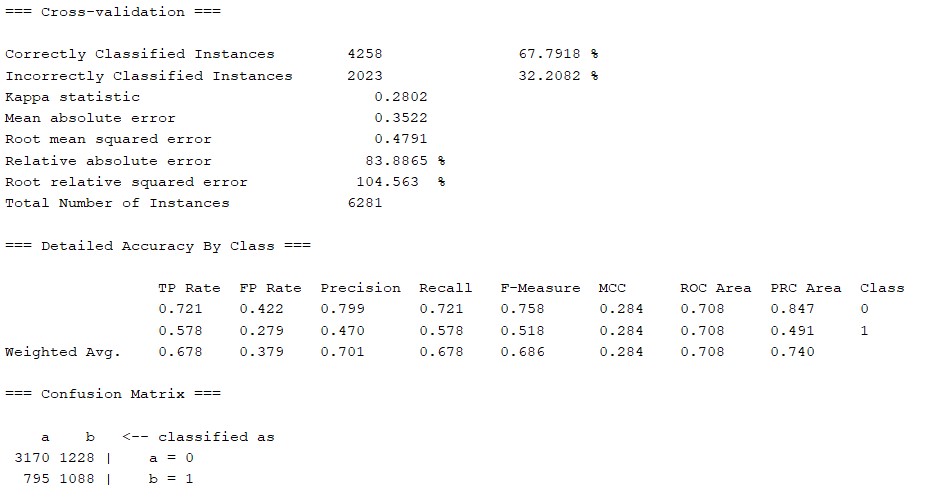 === Cross-validation ===
Correctly Classified Instances 4258 67.7918 %
Incorrectly Classified Instances 2023 32.2082 %
Kappa statistic 0.2802
Mean absolute error 0.3522
Root mean squared error 0.4791
Relative absolute error 83.8865 %
Root relative squared error 104.563 %
Total Number of Instances 6281
=== Detailed Accuracy By Class ===
TP Rate FP Rate Precision Recall F-Measure MCC ROC Area PRC Area Class
0.721 0.422 0.799 0.721 0.758 0.284 0.708 0.847 0
0.578 0.279 0.470 0.578 0.518 0.284 0.708 0.491 1
Weighted Avg. 0.678 0.379 0.701 0.678 0.686 0.284 0.708 0.740
=== Confusion Matrix ===
a b <-- classified as
3170 1228 | a = 0
795 1088 | b = 1